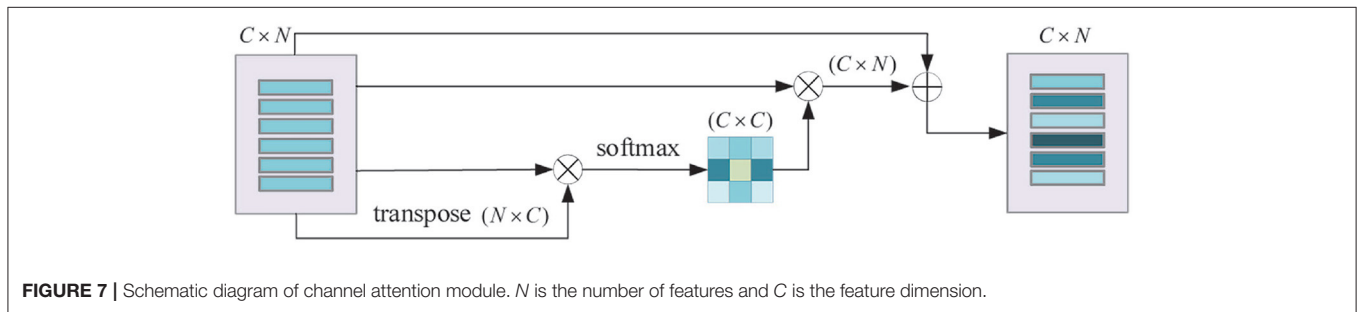 C × N
(C × N)
C × N
(C × C)
softmax
transpose (N × C)
FIGURE 7 | Schematic diagram of channel attention module. N is the number of features and C is the feature dimension.